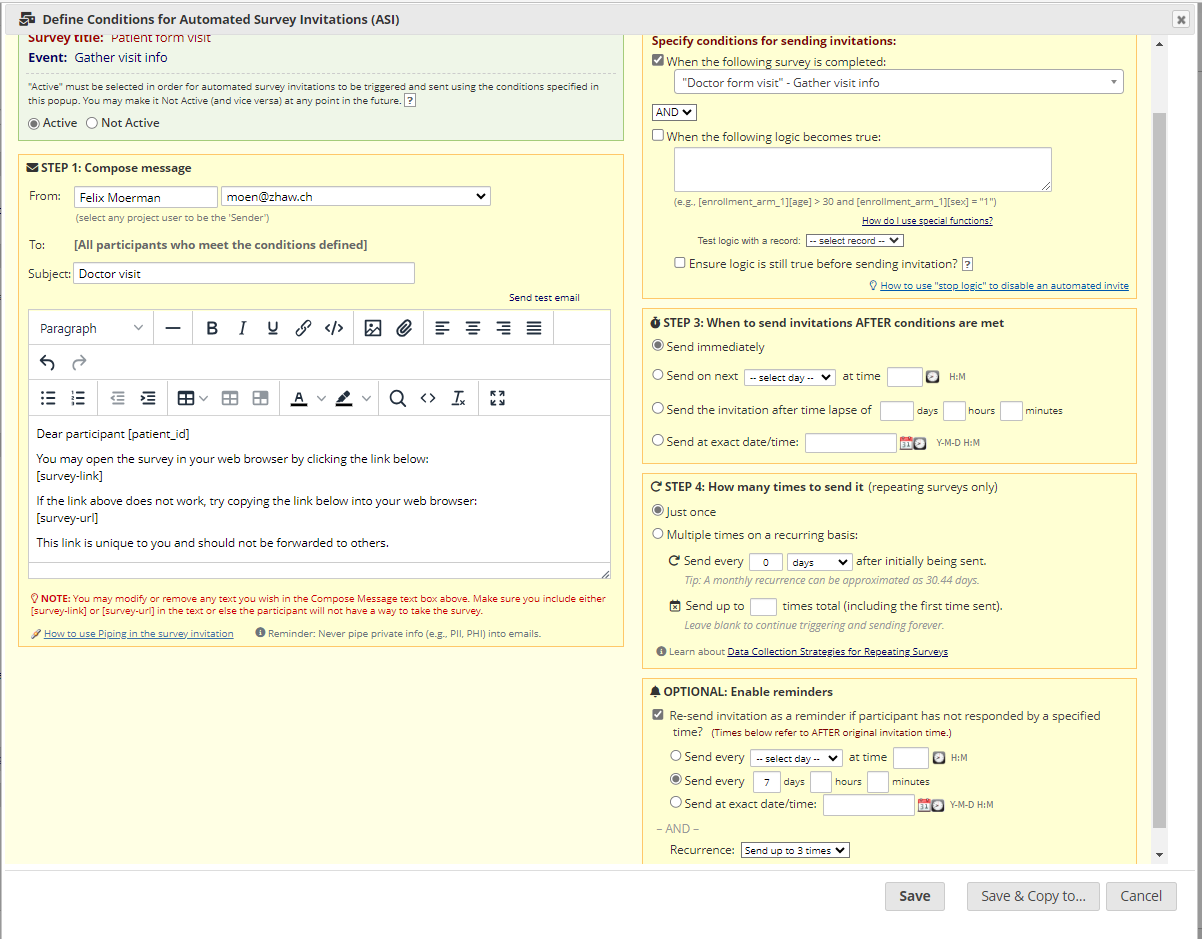 Define Conditions for Automated Survey Invitations (ASI)
Survey title: Patient form visit
Event: Gather visit info
"Active" must be selected in order for automated survey invitations to be triggered and sent using the conditions specified in
this popup. You may make it Not Active (and vice versa) at any point in the future. ?
Active Not Active
STEP 1: Compose message
From: Felix Moerman moen@zhaw.ch
(select any project user to be the 'Sender')
To: [All participants who meet the conditions defined]
Subject: Doctor visit
Send test email
Paragraph
Dear participant [patient_id]
You may open the survey in your web browser by clicking the link below:
[survey-link]
If the link above does not work, try copying the link below into your web browser:
[survey-url]
This link is unique to you and should not be forwarded to others.
NOTE: You may modify or remove any text you wish in the Compose Message text box above. Make sure you include either
[survey-link] or [survey-url] in the text or else the participant will not have a way to take the survey.
How to use Piping in the survey invitation Reminder: Never pipe private info (e.g., PII, PHI) into emails.
Specify conditions for sending invitations:
When the following survey is completed:
"Doctor form visit" - Gather visit info
AND
When the following logic becomes true:
(e.g., [enrollment_arm_1][age] > 30 and [enrollment_arm_1][sex] = "1")
How do I use special functions?
Test logic with a record: -- select record --
Ensure logic is still true before sending invitation? ?
How to use "stop logic" to disable an automated invite
STEP 3: When to send invitations AFTER conditions are met
Send immediately
Send on next -- select day -- at time H:M
Send the invitation after time lapse of days hours minutes
Send at exact date/time: 31 Y-M-D H:M
STEP 4: How many times to send it (repeating surveys only)
Just once
Multiple times on a recurring basis:
Send every 0 days after initially being sent.
Tip: A monthly recurrence can be approximated as 30.44 days.
Send up to times total (including the first time sent).
Leave blank to continue triggering and sending forever.
Learn about Data Collection Strategies for Repeating Surveys
OPTIONAL: Enable reminders
Re-send invitation as a reminder if participant has not responded by a specified
time? (Times below refer to AFTER original invitation time.)
Send every -- select day -- at time H:M
Send every 7 days hours minutes
Send at exact date/time: 31 Y-M-D H:M
– AND –
Recurrence: Send up to 3 times
Save Save & Copy to... Cancel